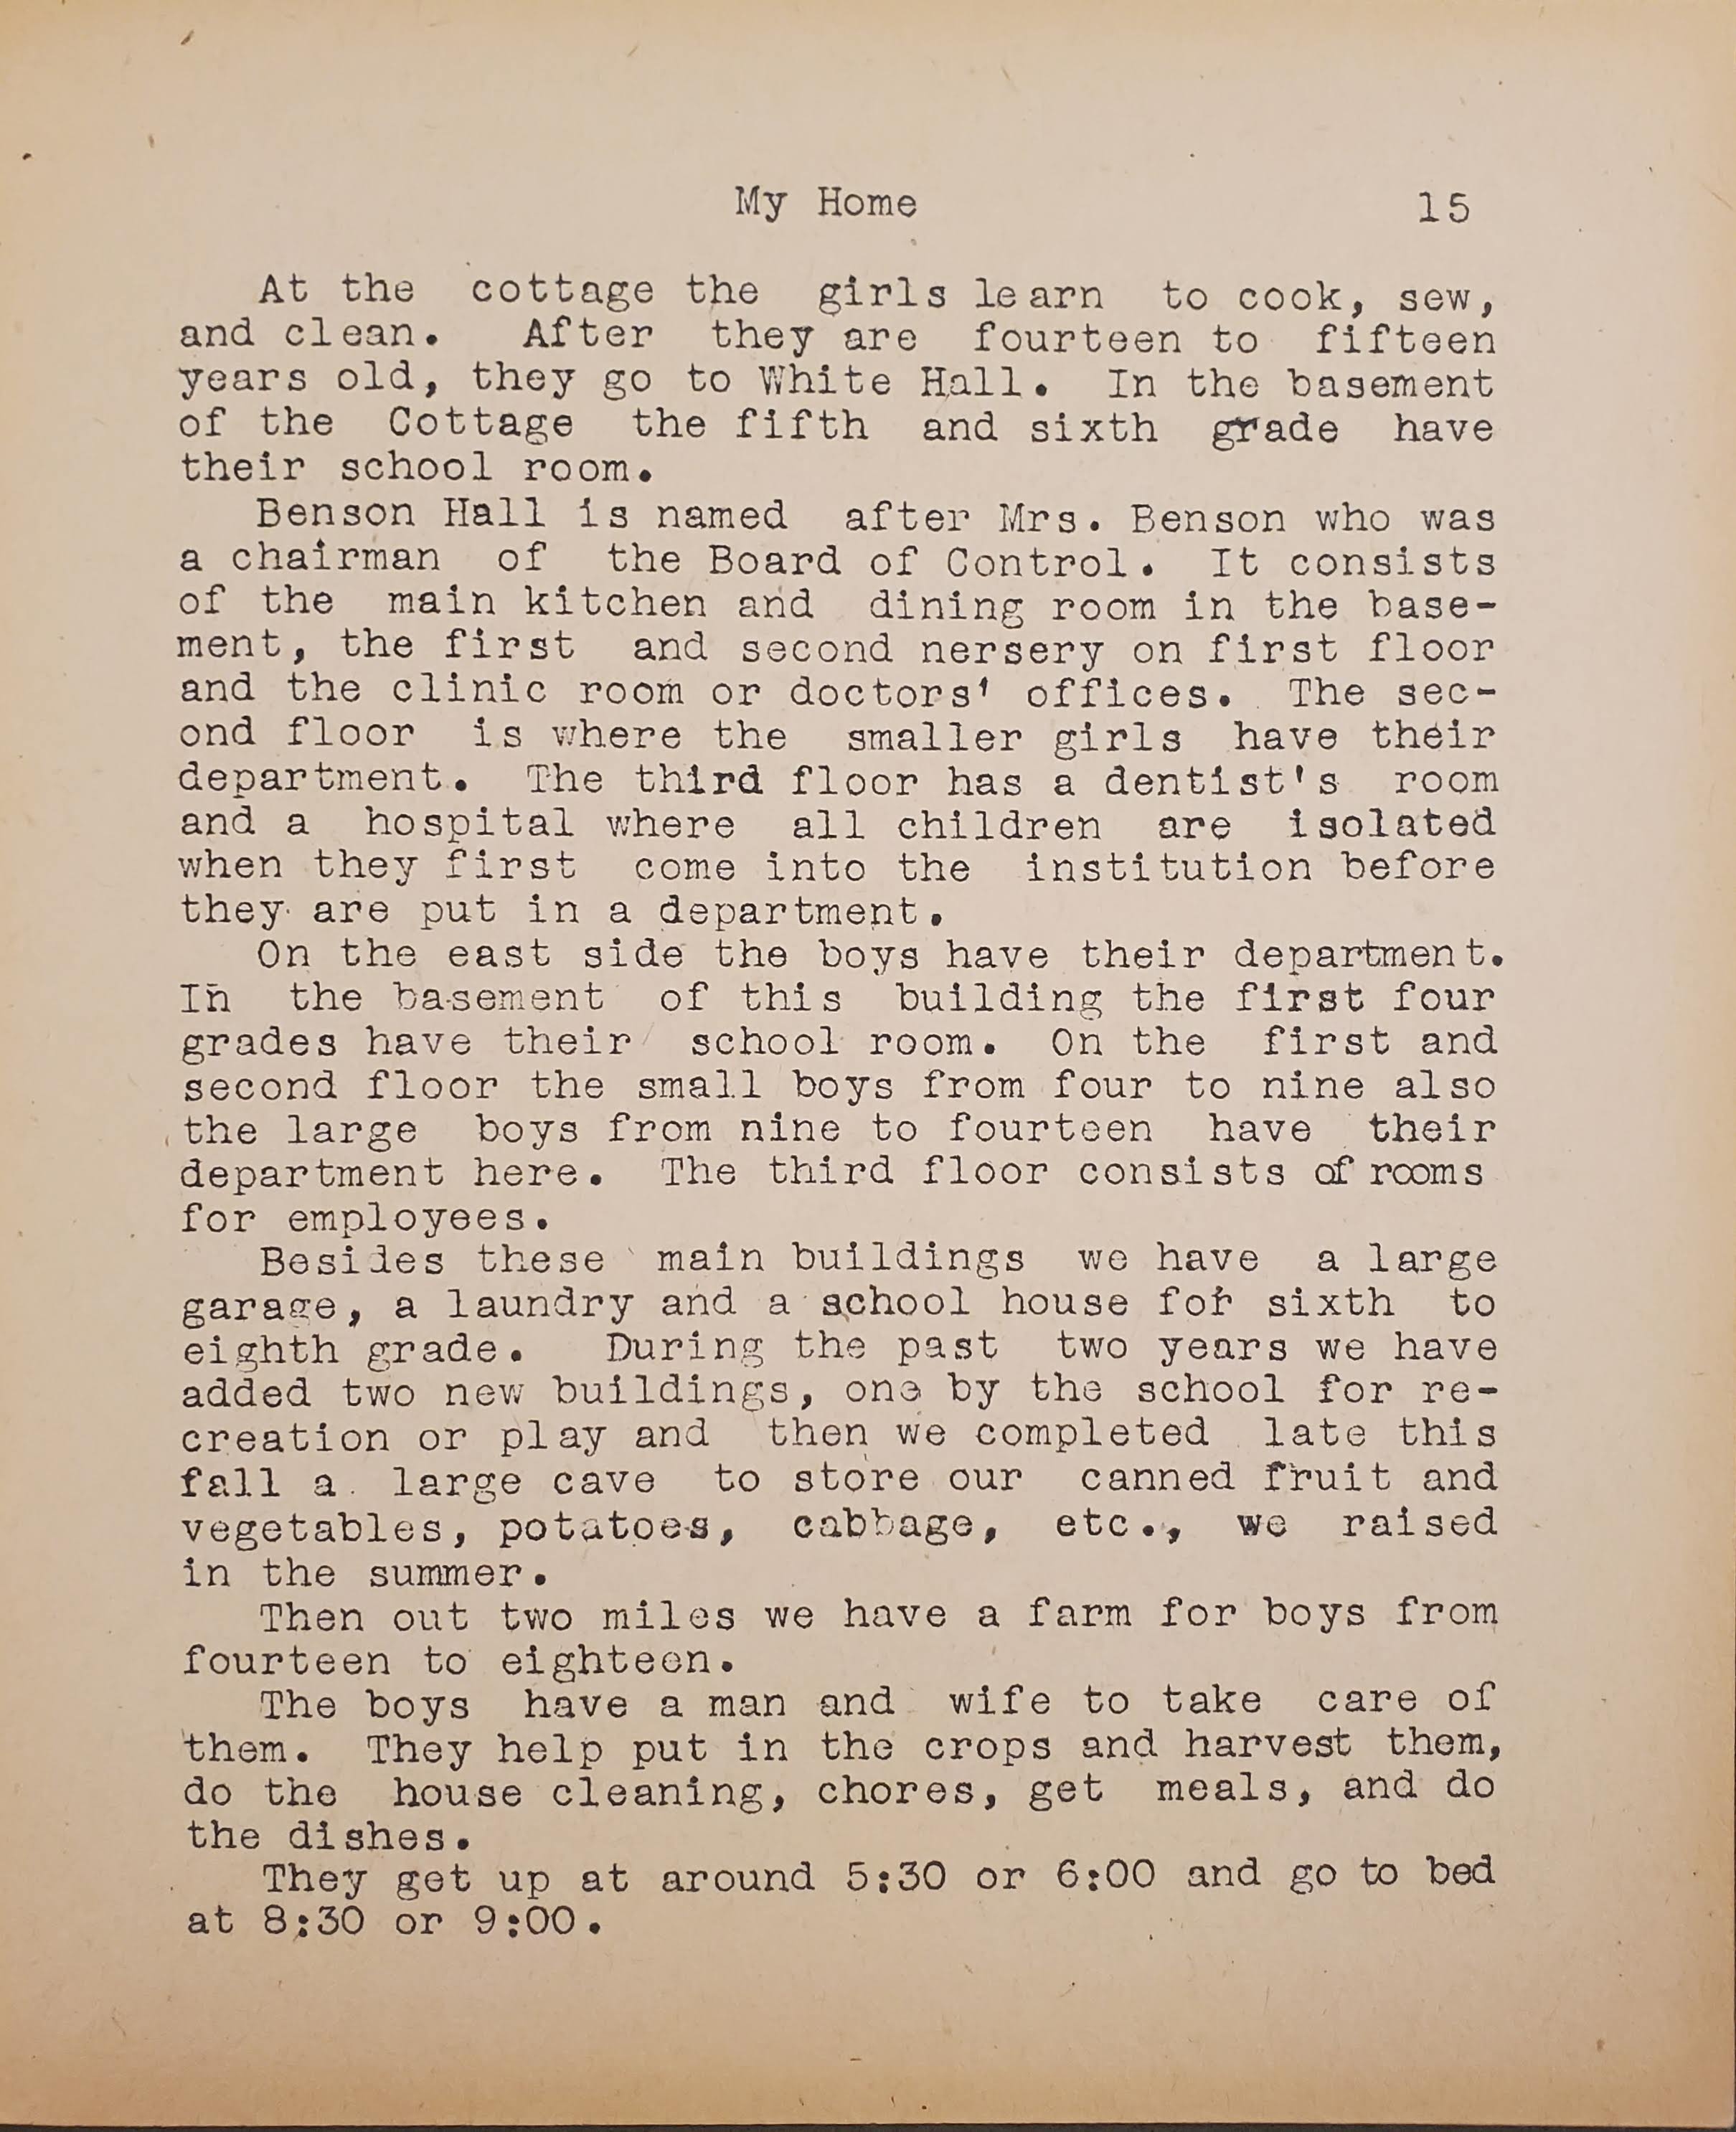 My Home 15
At the cottage the girls learn to cook, sew,
and clean. After they are fourteen to fifteen
years old, they go to White Hall. In the basement
of the Cottage the fifth and sixth grade have
their school room.
Benson Hall is named after Mrs. Benson who was
a chairman of the Board of Control. It consists
of the main kitchen and dining room in the base-
ment, the first and second nersery on first floor
and the clinic room or doctors' offices. The sec-
ond floor is where the smaller girls have their
department. The third floor has a dentist's room
and a hospital where all children are isolated
when they first come into the institution before
they are put in a department.
On the east side the boys have their department.
In the basement of this building the first four
grades have their school room. On the first and
second floor the small boys from four to nine also
the large boys from nine to fourteen have their
department here. The third floor consists of rooms
for employees.
Besides these main buildings we have a large
garage, a laundry and a school house for sixth to
eighth grade. During the past two years we have
added two new buildings, one by the school for re-
creation or play and then we completed late this
fall a large cave to store our canned fruit and
vegetables, potatoes, cabbage, etc., we raised
in the summer.
Then out two miles we have a farm for boys from
fourteen to eighteen.
The boys have a man and wife to take care of
them. They help put in the crops and harvest them,
do the house cleaning, chores, get meals, and do
the dishes.
They get up at around 5:30 or 6:00 and go to bed
at 8:30 or 9:00.